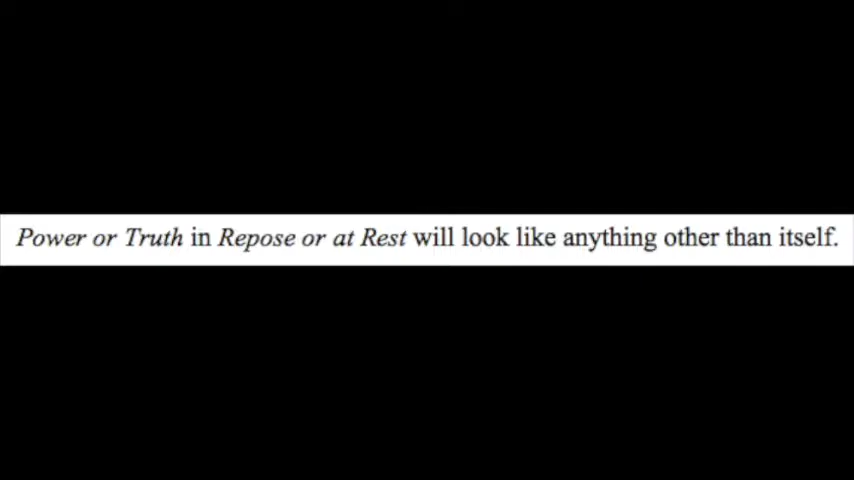 Power or Truth in Repose or at Rest will look like anything other than itself.